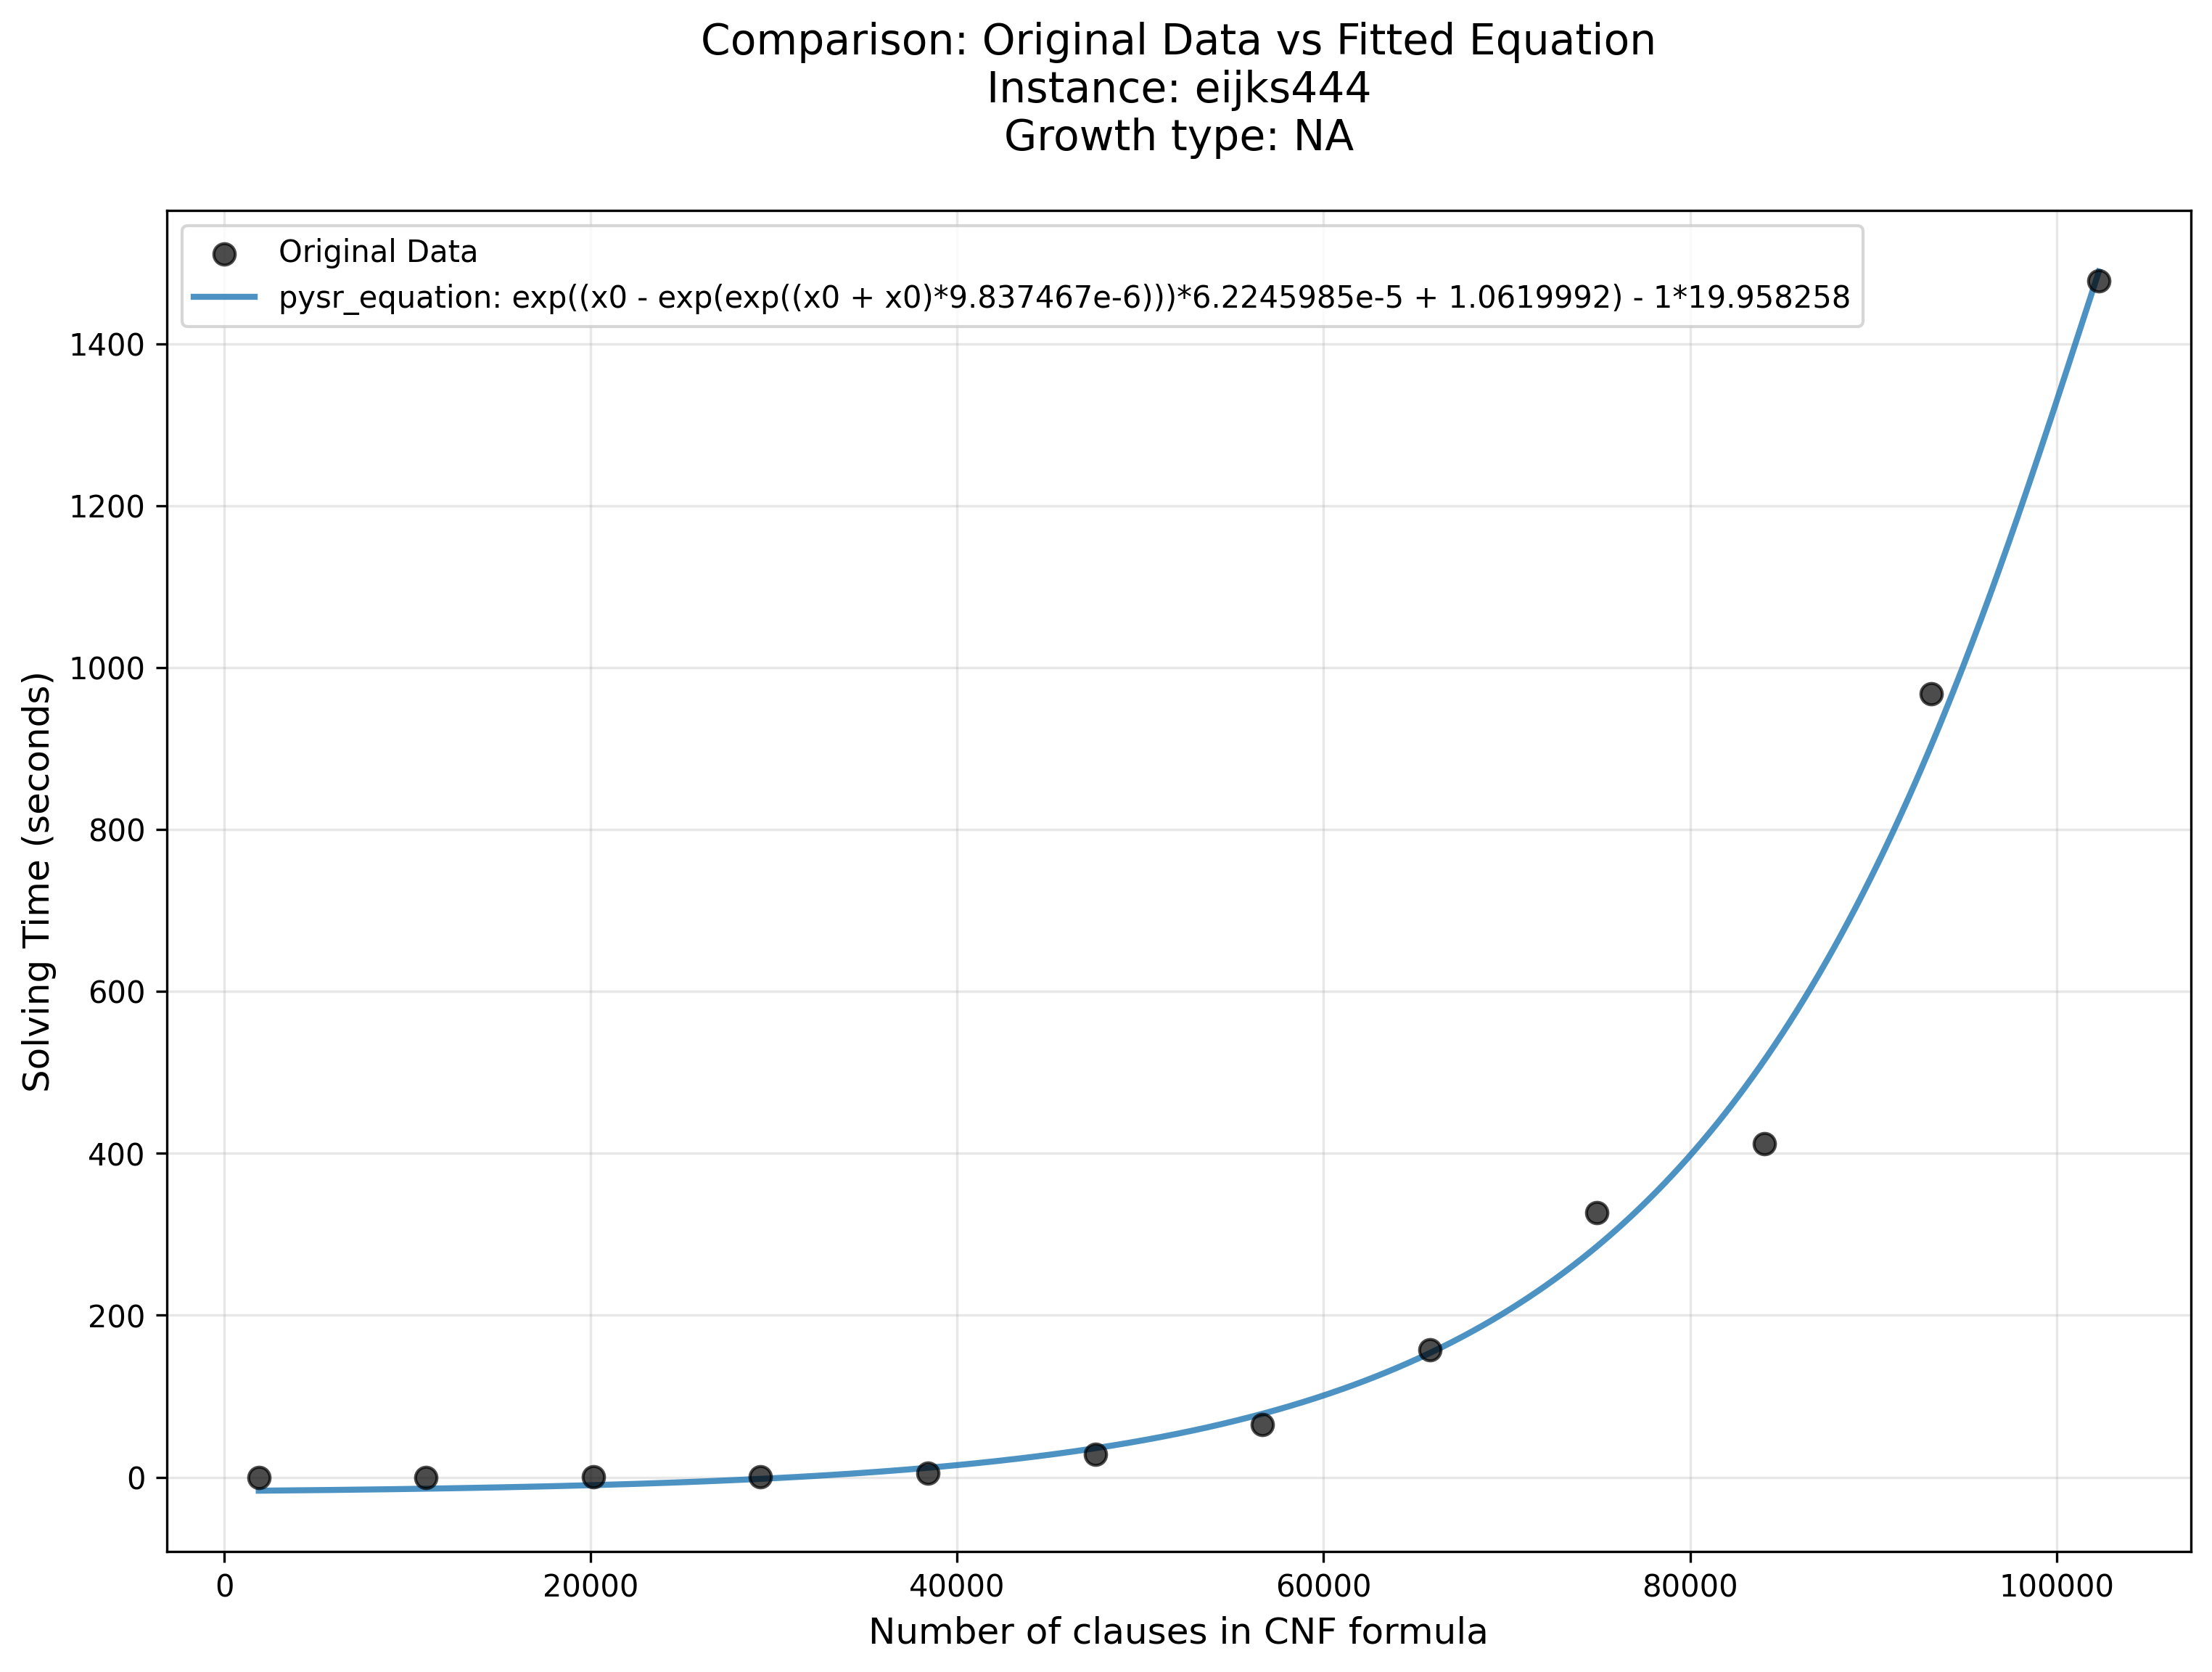 Comparison: Original Data vs Fitted Equation
Instance: eijks444
Growth type: NA
Original Data
pysr_equation: exp((x0 - exp(exp((x0 + x0)*9.837467e-6)))*6.2245985e-5 + 1.0619992) - 1*19.958258
1400
1200
1000
800
600
400
200
0
Solving Time (seconds)
0
20000
40000
60000
80000
100000
Number of clauses in CNF formula